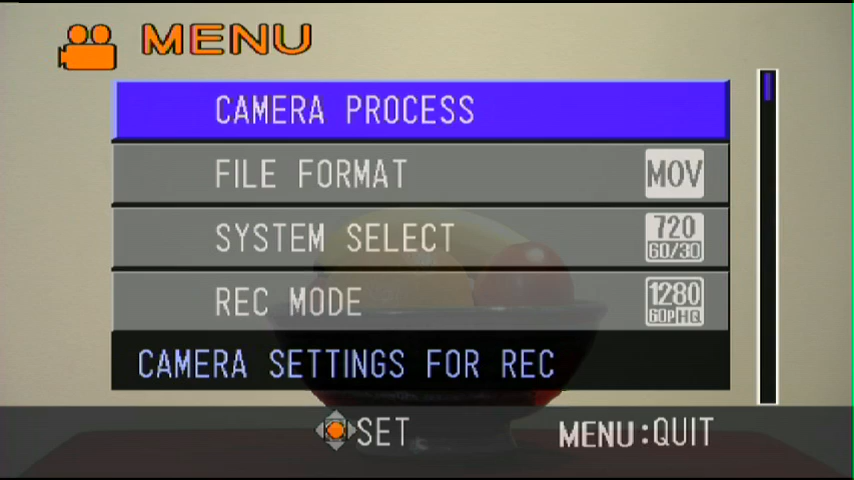 MENU
CAMERA PROCESS
FILE FORMAT MOV
SYSTEM SELECT 720 60/30
REC MODE 1280 60P HQ
CAMERA SETTINGS FOR REC
SET MENU:QUIT